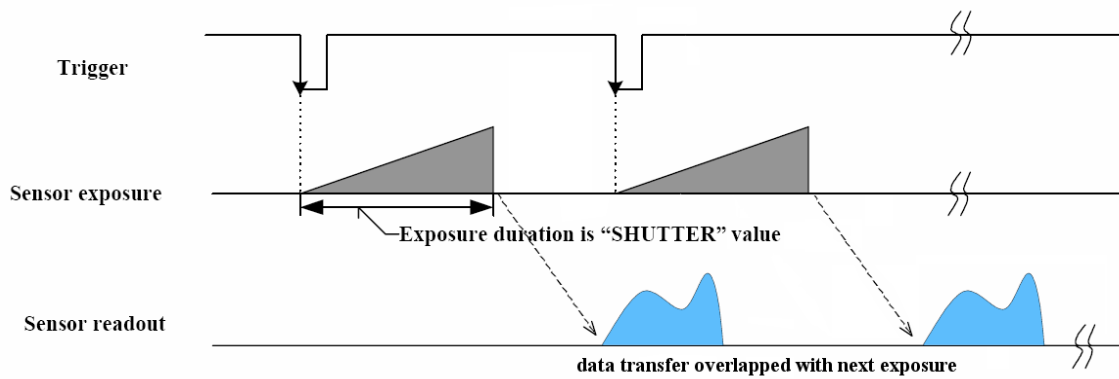 Trigger
Sensor exposure
Exposure duration is “SHUTTER” value
Sensor readout
data transfer overlapped with next exposure